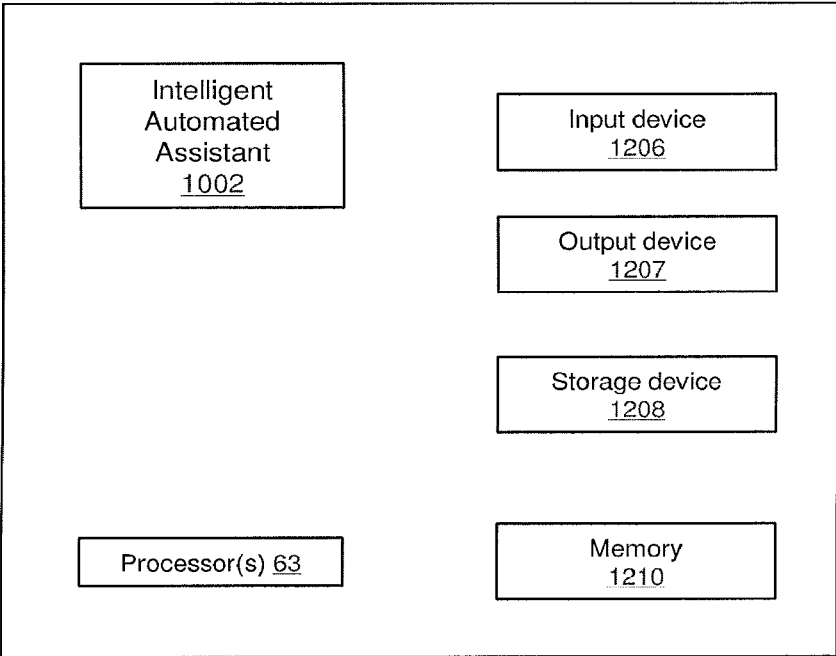 Intelligent
Automated
Assistant
1002
Input device
1206
Output device
1207
Storage device
1208
Processor(s) 63
Memory
1210